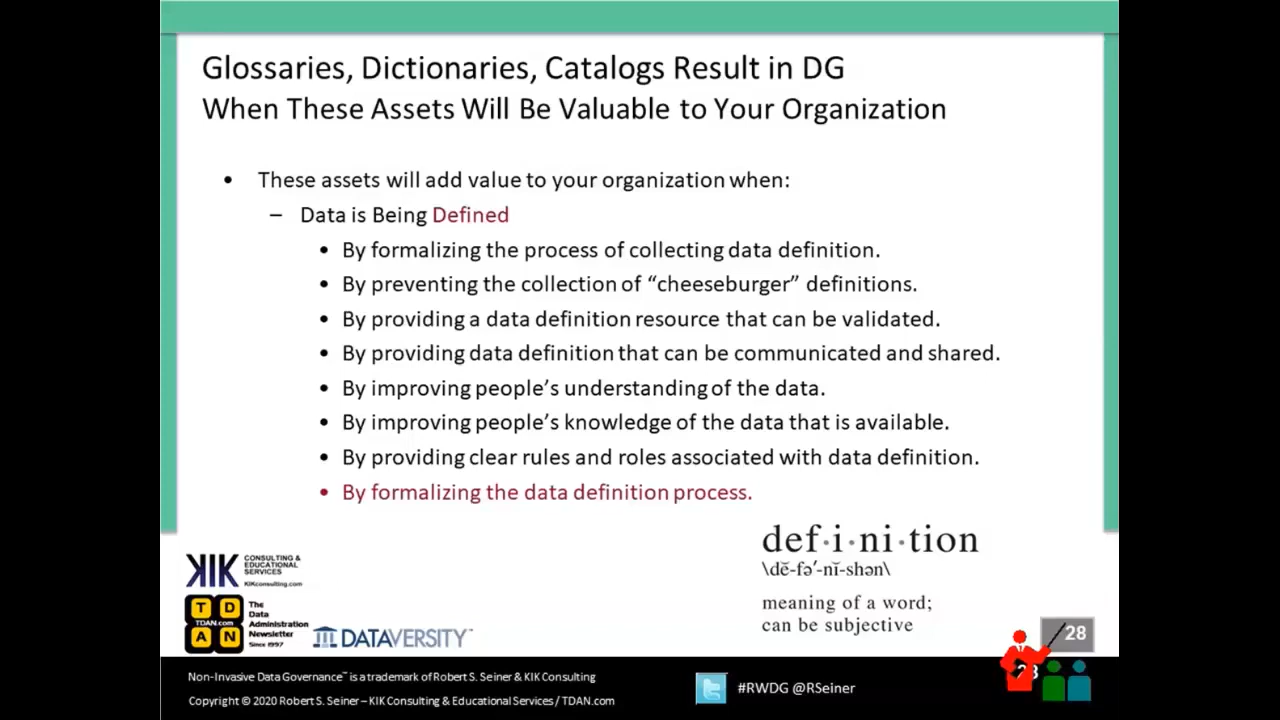 Glossaries, Dictionaries, Catalogs Result in DG
When These Assets Will Be Valuable to Your Organization
• These assets will add value to your organization when:
– Data is Being Defined
• By formalizing the process of collecting data definition.
• By preventing the collection of “cheeseburger” definitions.
• By providing a data definition resource that can be validated.
• By providing data definition that can be communicated and shared.
• By improving people’s understanding of the data.
• By improving people’s knowledge of the data that is available.
• By providing clear rules and roles associated with data definition.
• By formalizing the data definition process.
def·i·ni·tion
\dĕ-fə′-nĭ-shən\
meaning of a word;
can be subjective
KIK
CONSULTING &
EDUCATIONAL
SERVICES
KIKconsulting.com
T D
TDAN.com
A N
The
Data
Administration
Newsletter
Since 1997
DATAVERSITY™
28
Non-Invasive Data Governance™ is a trademark of Robert S. Seiner & KIK Consulting
Copyright © 2020 Robert S. Seiner – KIK Consulting & Educational Services / TDAN.com
#RWDG @RSeiner